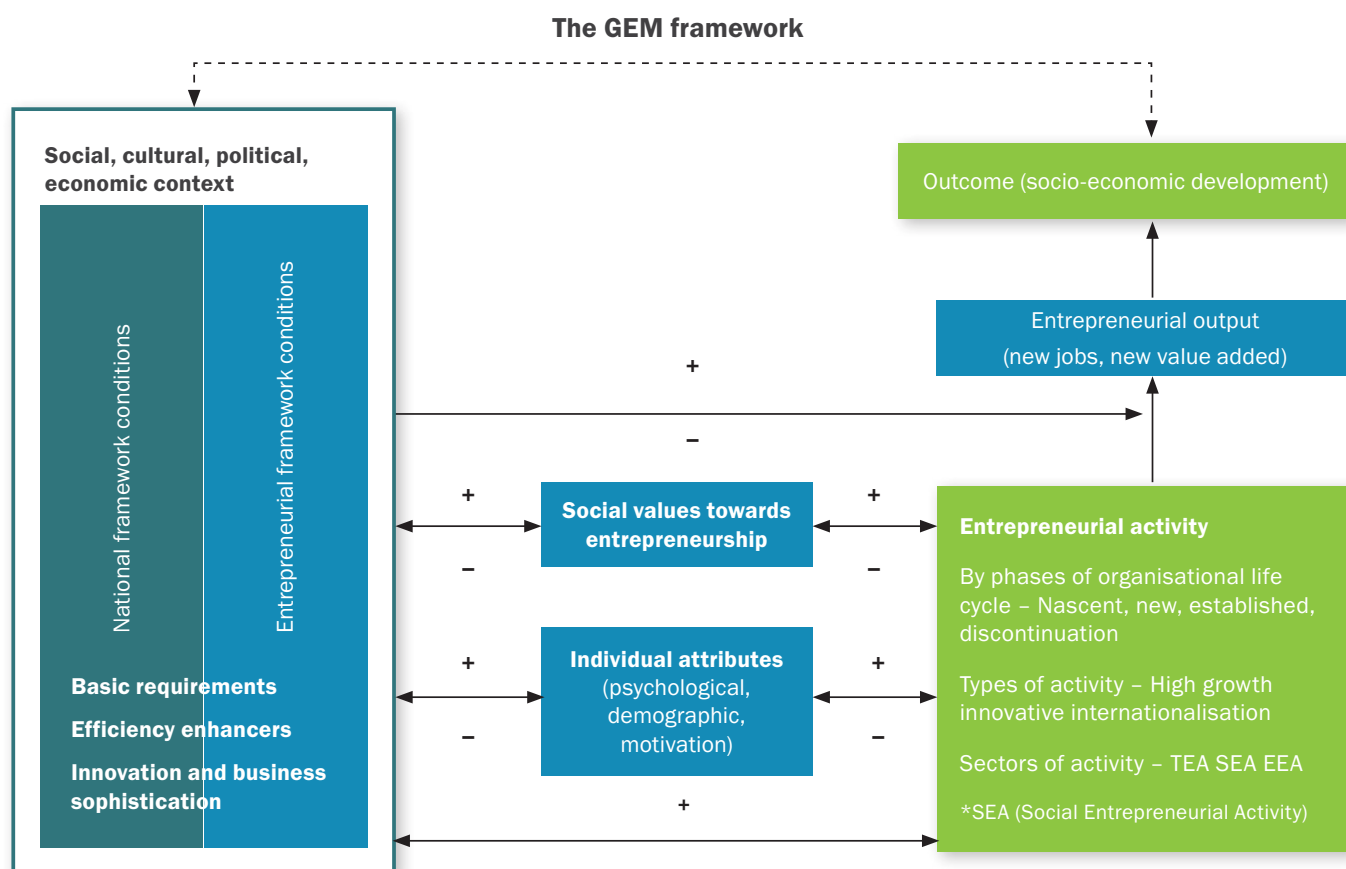 The GEM framework
Social, cultural, political,
economic context
National framework conditions
Entrepreneurial framework conditions
Basic requirements
Efficiency enhancers
Innovation and business
sophistication
+
–
+
–
Social values towards
entrepreneurship
+
–
+
–
Individual attributes
(psychological,
demographic,
motivation)
+
–
+
Outcome (socio-economic development)
Entrepreneurial output
(new jobs, new value added)
Entrepreneurial activity
By phases of organisational life
cycle – Nascent, new, established,
discontinuation
Types of activity – High growth
innovative internationalisation
Sectors of activity – TEA SEA EEA
*SEA (Social Entrepreneurial Activity)